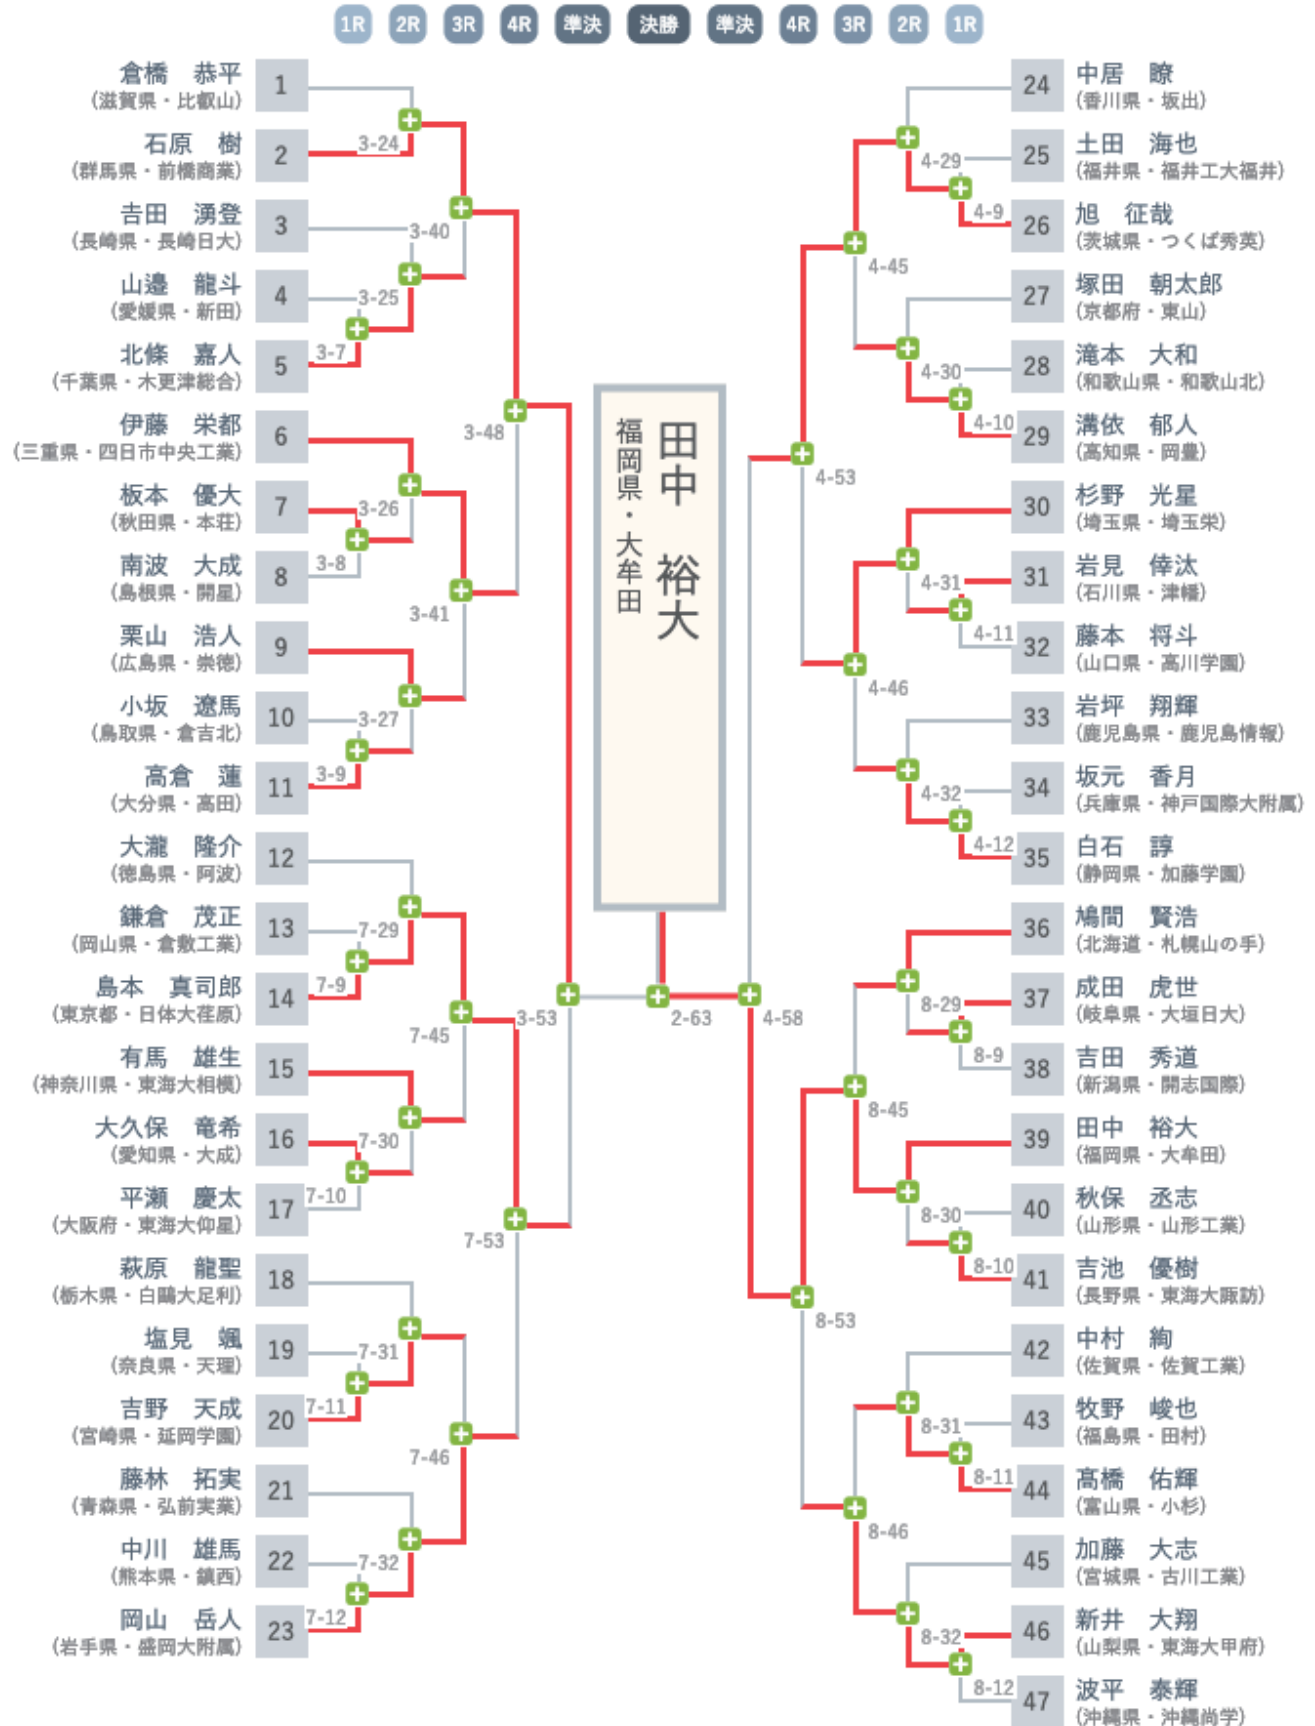 1R 2R 3R 4R 準決 決勝 準決 4R 3R 2R 1R
倉橋 恭平 1
(滋賀県・比叡山)
3-24
石原 樹 2
(群馬県・前橋商業)
吉田 湧登 3
(長崎県・長崎日大)
3-40
山邉 龍斗 4
(愛媛県・新田)
3-25
北條 嘉人 5
(千葉県・木更津総合)
3-7
伊藤 栄都 6
(三重県・四日市中央工業)
3-48
板本 優大 7
(秋田県・本荘)
3-26
南波 大成 8
(島根県・開星)
3-8
3-41
栗山 浩人 9
(広島県・崇徳)
小坂 遼馬 10
(鳥取県・倉吉北)
3-27
高倉 蓮 11
(大分県・高田)
3-9
大瀧 隆介 12
(徳島県・阿波)
鎌倉 茂正 13
(岡山県・倉敷工業)
7-29
島本 真司郎 14
(東京都・日体大荏原)
7-9
7-45
3-53
有馬 雄生 15
(神奈川県・東海大相模)
大久保 竜希 16
(愛知県・大成)
7-30
平瀬 慶太 17
(大阪府・東海大仰星)
7-10
7-53
萩原 龍聖 18
(栃木県・白鷗大足利)
塩見 颯 19
(奈良県・天理)
7-31
吉野 天成 20
(宮崎県・延岡学園)
7-11
7-46
藤林 拓実 21
(青森県・弘前実業)
中川 雄馬 22
(熊本県・鎮西)
7-32
岡山 岳人 23
(岩手県・盛岡大附属)
7-12
田中 裕大
福岡県・大牟田
2-63
24 中居 瞭
(香川県・坂出)
25 土田 海也
(福井県・福井工大福井)
4-29
26 旭 征哉
(茨城県・つくば秀英)
4-9
4-45
27 塚田 朝太郎
(京都府・東山)
28 滝本 大和
(和歌山県・和歌山北)
4-30
29 溝依 郁人
(高知県・岡豊)
4-10
4-53
30 杉野 光星
(埼玉県・埼玉栄)
31 岩見 倖汰
(石川県・津幡)
4-31
32 藤本 将斗
(山口県・高川学園)
4-11
4-46
33 岩坪 翔輝
(鹿児島県・鹿児島情報)
34 坂元 香月
(兵庫県・神戸国際大附属)
4-32
35 白石 諄
(静岡県・加藤学園)
4-12
36 鳩間 賢浩
(北海道・札幌山の手)
37 成田 虎世
(岐阜県・大垣日大)
8-29
4-58
38 吉田 秀道
(新潟県・開志国際)
8-9
8-45
39 田中 裕大
(福岡県・大牟田)
40 秋保 丞志
(山形県・山形工業)
8-30
41 吉池 優樹
(長野県・東海大諏訪)
8-10
8-53
42 中村 絢
(佐賀県・佐賀工業)
43 牧野 峻也
(福島県・田村)
8-31
44 髙橋 佑輝
(富山県・小杉)
8-11
8-46
45 加藤 大志
(宮城県・古川工業)
46 新井 大翔
(山梨県・東海大甲府)
8-32
47 波平 泰輝
(沖縄県・沖縄尚学)
8-12